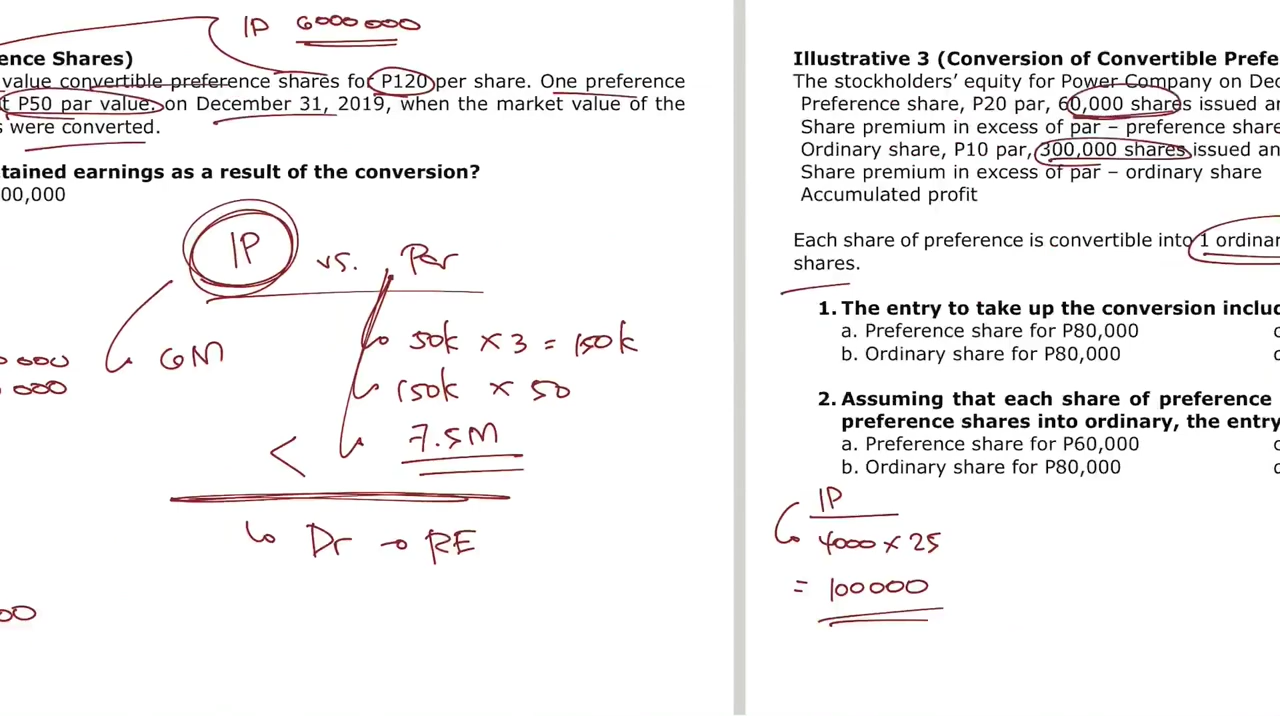 IP 6000000
ence Shares)
value convertible preference shares for P120 per share. One preference
t P50 par value. on December 31, 2019, when the market value of the
s were converted.
tained earnings as a result of the conversion?
00,000
IP vs. Par
6M
50k x 3 = 150k
150k x 50
7.5M
<
Dr → RE
0 000
000
00
Illustrative 3 (Conversion of Convertible Prefe
The stockholders' equity for Power Company on Dec
Preference share, P20 par, 60,000 shares issued an
Share premium in excess of par – preference share
Ordinary share, P10 par, 300,000 shares issued an
Share premium in excess of par – ordinary share
Accumulated profit
Each share of preference is convertible into 1 ordinar
shares.
1. The entry to take up the conversion includ
a. Preference share for P80,000
b. Ordinary share for P80,000
2. Assuming that each share of preference
preference shares into ordinary, the entry
a. Preference share for P60,000
b. Ordinary share for P80,000
IP
4000 x 25
= 100000